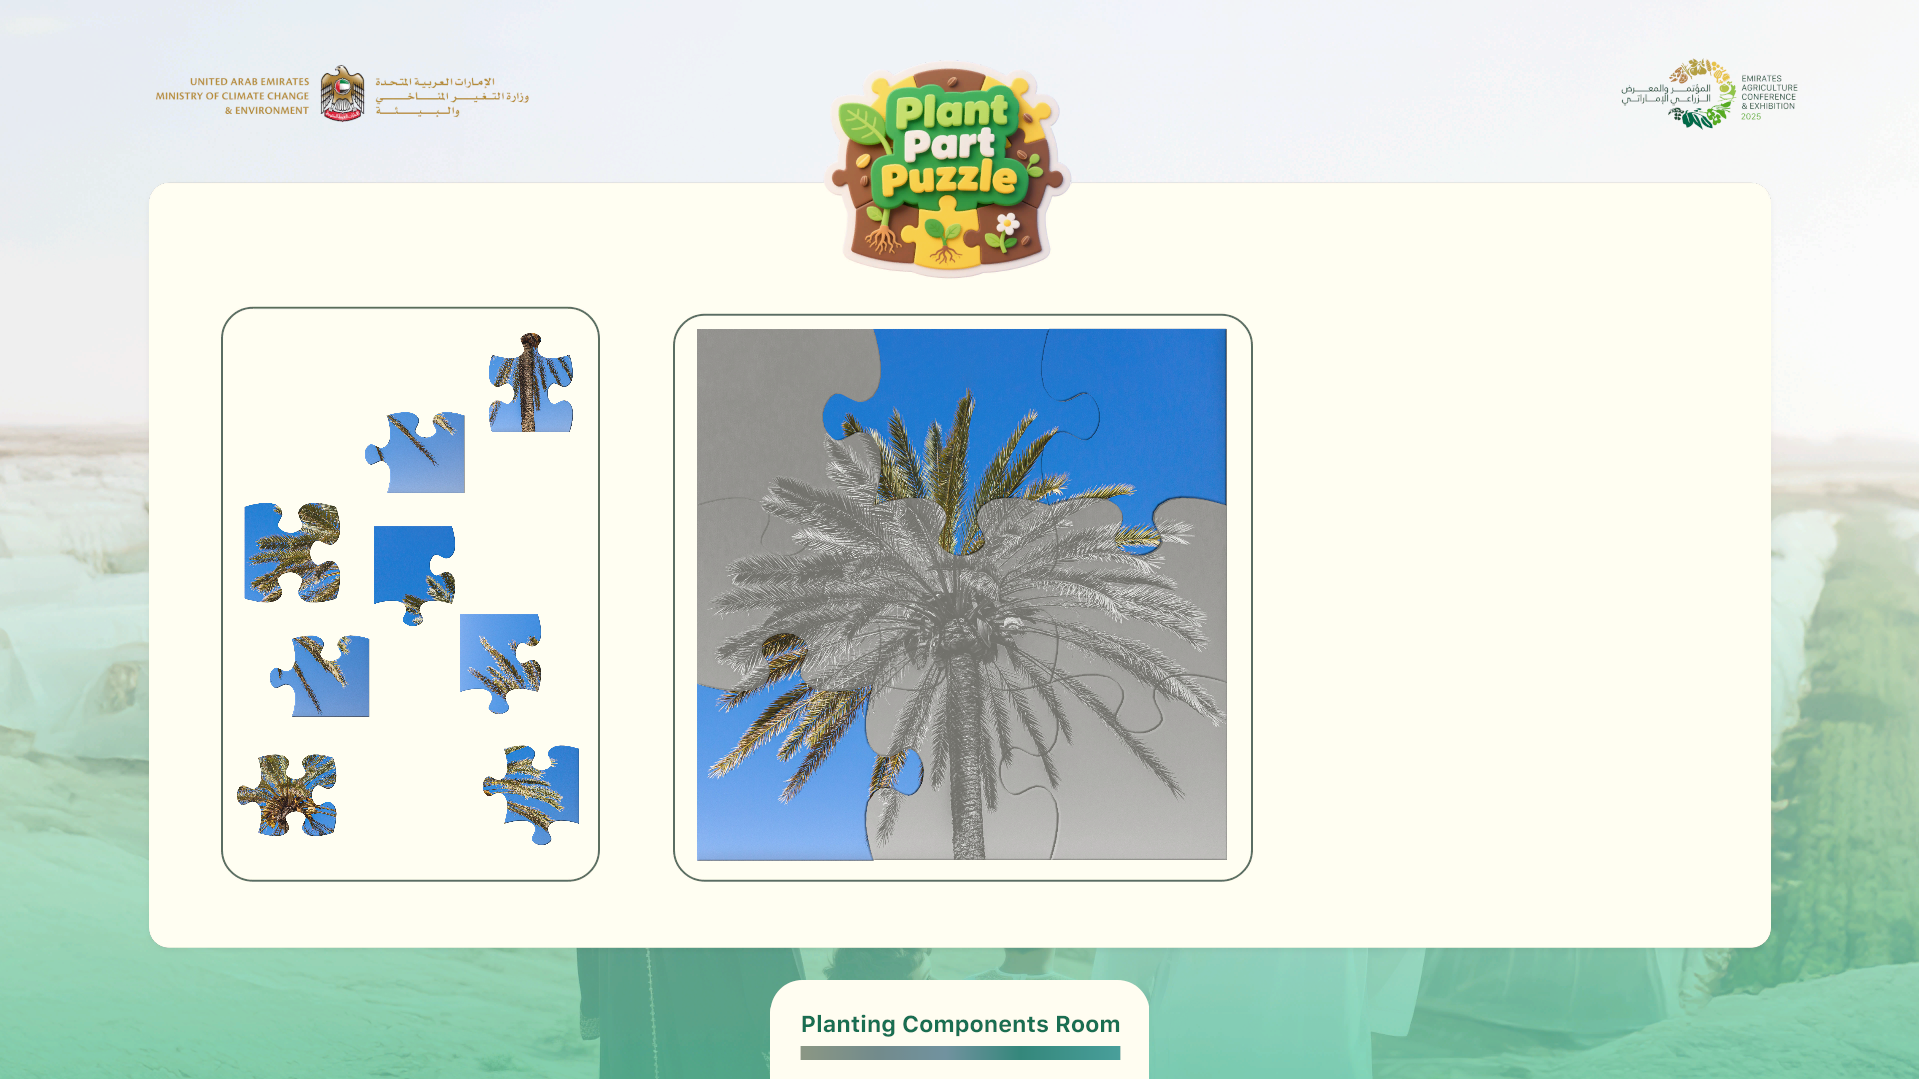 UNITED ARAB EMIRATES
MINISTRY OF CLIMATE CHANGE
& ENVIRONMENT
الإمارات العربية المتحدة
وزارة التغيير المناخي
والبيئة
Plant
Part
Puzzle
المؤتمر والمعرض
الزراعي الإماراتي
EMIRATES
AGRICULTURE
CONFERENCE
& EXHIBITION
2025
Planting Components Room